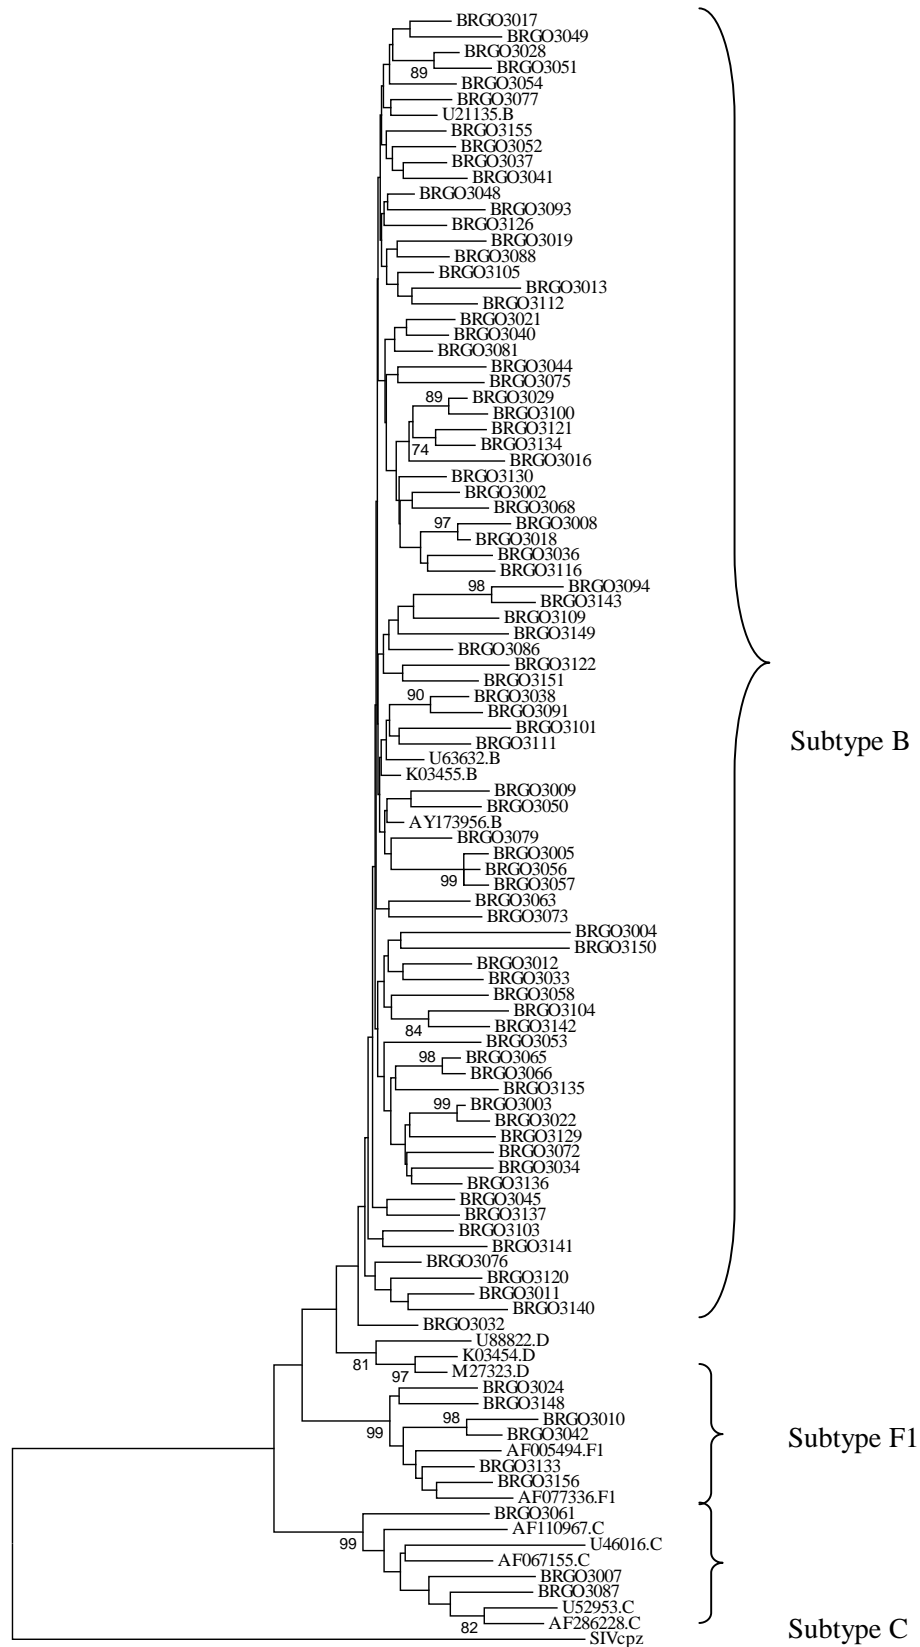 BRGO3017
BRGO3049
BRGO3028
BRGO3051
89
BRGO3054
BRGO3077
U21135.B
BRGO3155
BRGO3052
BRGO3037
BRGO3041
BRGO3048
BRGO3093
BRGO3126
BRGO3019
BRGO3088
BRGO3105
BRGO3013
BRGO3112
BRGO3021
BRGO3040
BRGO3081
BRGO3044
BRGO3075
89 BRGO3029
BRGO3100
BRGO3121
BRGO3134
74
BRGO3016
BRGO3130
BRGO3002
BRGO3068
97 BRGO3008
BRGO3018
BRGO3036
BRGO3116
98 BRGO3094
BRGO3143
BRGO3109
BRGO3149
BRGO3086
BRGO3122
BRGO3151
90 BRGO3038
BRGO3091
BRGO3101
BRGO3111
Subtype B
U63632.B
K03455.B
BRGO3009
BRGO3050
AY173956.B
BRGO3079
BRGO3005
BRGO3056
99 BRGO3057
BRGO3063
BRGO3073
BRGO3004
BRGO3150
BRGO3012
BRGO3033
BRGO3058
BRGO3104
BRGO3142
84
BRGO3053
98 BRGO3065
BRGO3066
BRGO3135
99 BRGO3003
BRGO3022
BRGO3129
BRGO3072
BRGO3034
BRGO3136
BRGO3045
BRGO3137
BRGO3103
BRGO3141
BRGO3076
BRGO3120
BRGO3011
BRGO3140
BRGO3032
U88822.D
K03454.D
81
M27323.D
97
BRGO3024
BRGO3148
98 BRGO3010
99 BRGO3042
Subtype F1
AF005494.F1
BRGO3133
BRGO3156
AF077336.F1
BRGO3061
AF110967.C
99
U46016.C
AF067155.C
BRGO3007
BRGO3087
U52953.C
AF286228.C
82
Subtype C
SIVcpz